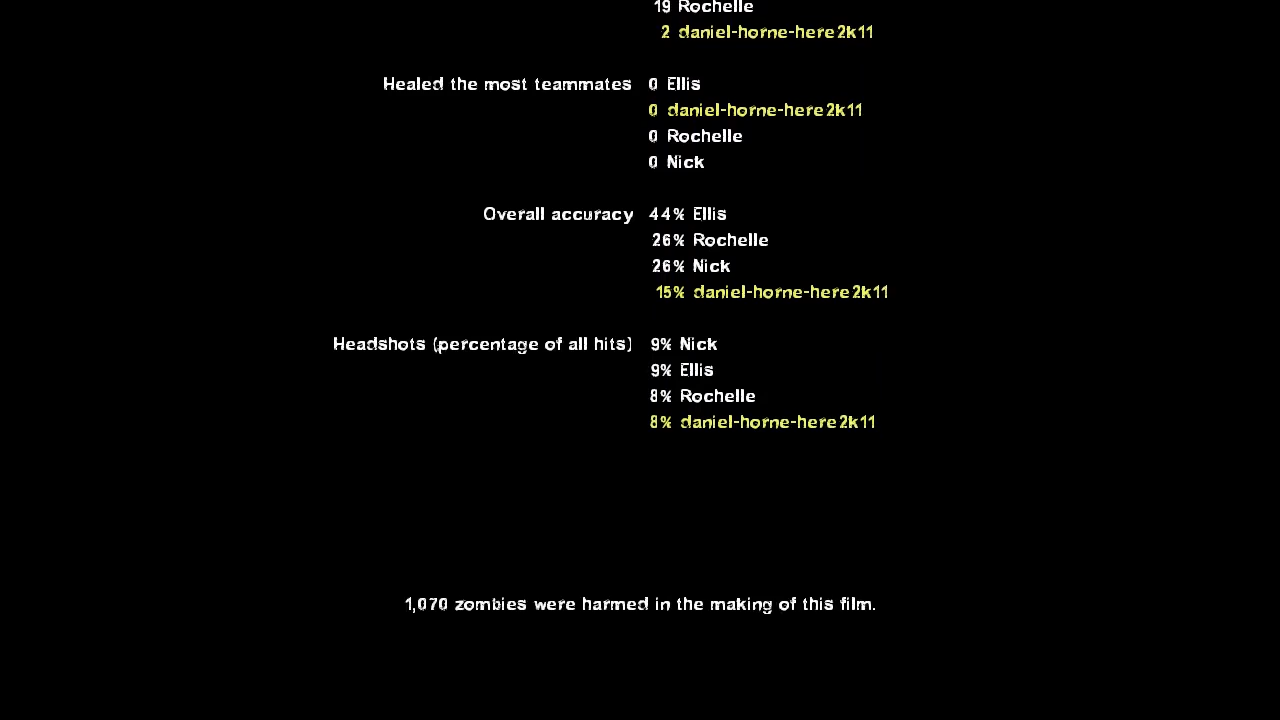 19 Rochelle
2 daniel-horne-here2k11
Healed the most teammates 0 Ellis
0 daniel-horne-here2k11
0 Rochelle
0 Nick
Overall accuracy 44% Ellis
26% Rochelle
26% Nick
15% daniel-horne-here2k11
Headshots (percentage of all hits) 9% Nick
9% Ellis
8% Rochelle
8% daniel-horne-here2k11
1,070 zombies were harmed in the making of this film.